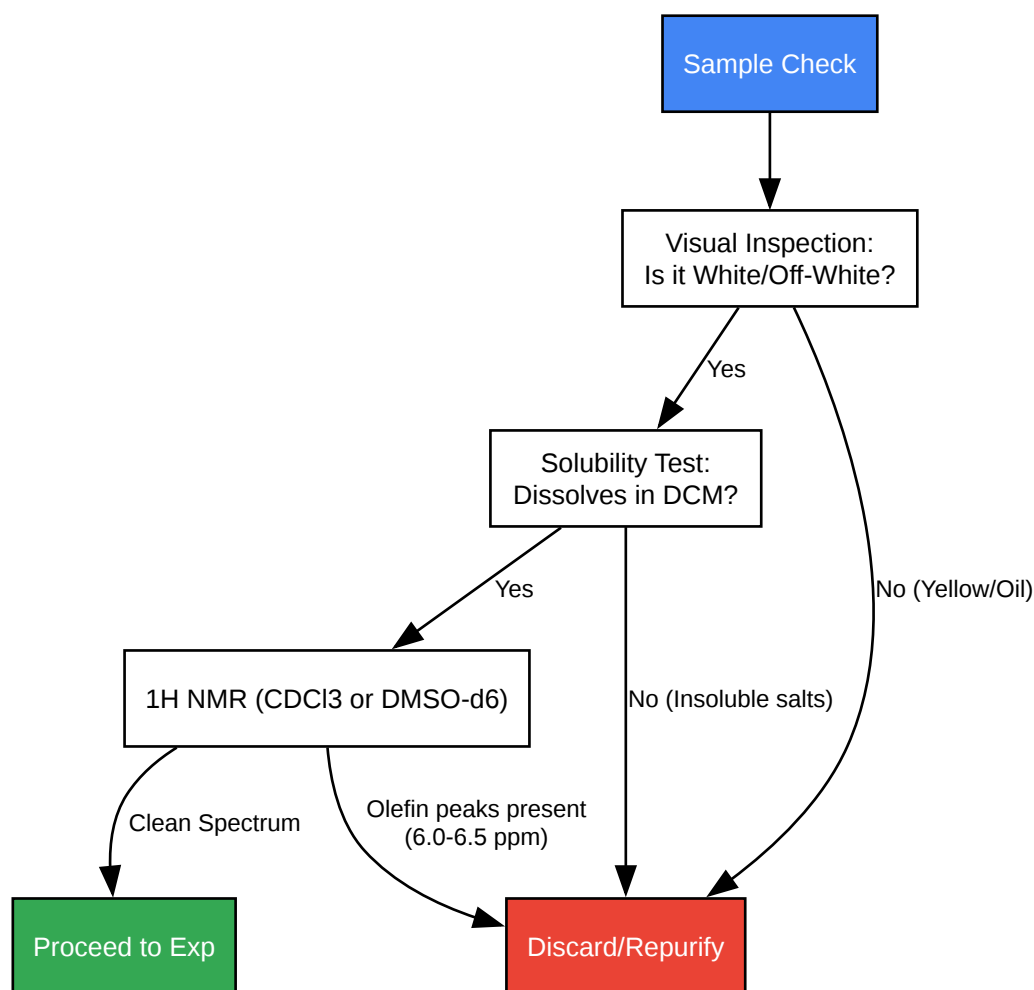 Sample Check
Visual Inspection:
Is it White/Off-White?
Yes
Solubility Test:
Dissolves in DCM?
No (Yellow/Oil)
Yes
1H NMR (CDCl3 or DMSO-d6)
No (Insoluble salts)
Clean Spectrum
Olefin peaks present
(6.0-6.5 ppm)
Proceed to Exp
Discard/Repurify